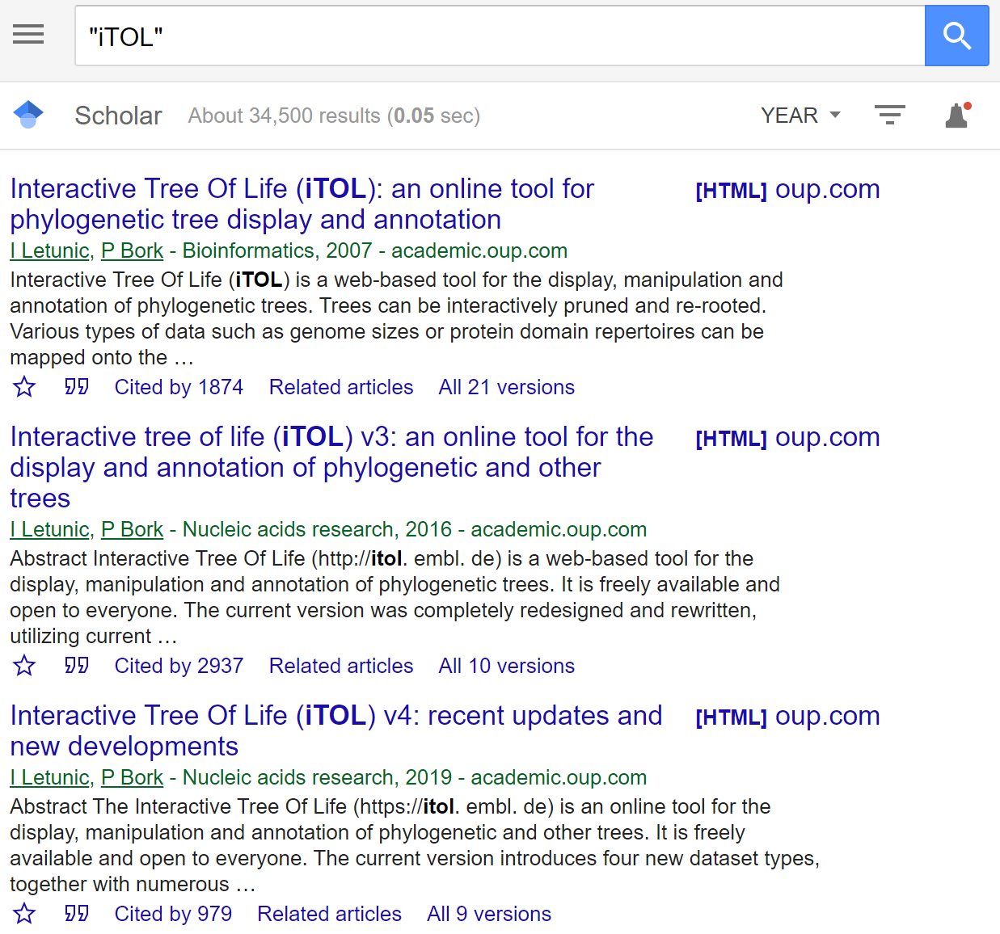 "iTOL"
Scholar About 34,500 results (0.05 sec) YEAR
Interactive Tree Of Life (iTOL): an online tool for [HTML] oup.com
phylogenetic tree display and annotation
I Letunic, P Bork - Bioinformatics, 2007 - academic.oup.com
Interactive Tree Of Life (iTOL) is a web-based tool for the display, manipulation and
annotation of phylogenetic trees. Trees can be interactively pruned and re-rooted.
Various types of data such as genome sizes or protein domain repertoires can be
mapped onto the …
Cited by 1874 Related articles All 21 versions
Interactive tree of life (iTOL) v3: an online tool for the [HTML] oup.com
display and annotation of phylogenetic and other
trees
I Letunic, P Bork - Nucleic acids research, 2016 - academic.oup.com
Abstract Interactive Tree Of Life (http://itol. embl. de) is a web-based tool for the
display, manipulation and annotation of phylogenetic trees. It is freely available and
open to everyone. The current version was completely redesigned and rewritten,
utilizing current …
Cited by 2937 Related articles All 10 versions
Interactive Tree Of Life (iTOL) v4: recent updates and [HTML] oup.com
new developments
I Letunic, P Bork - Nucleic acids research, 2019 - academic.oup.com
Abstract The Interactive Tree Of Life (https://itol. embl. de) is an online tool for the
display, manipulation and annotation of phylogenetic and other trees. It is freely
available and open to everyone. The current version introduces four new dataset types,
together with numerous …
Cited by 979 Related articles All 9 versions